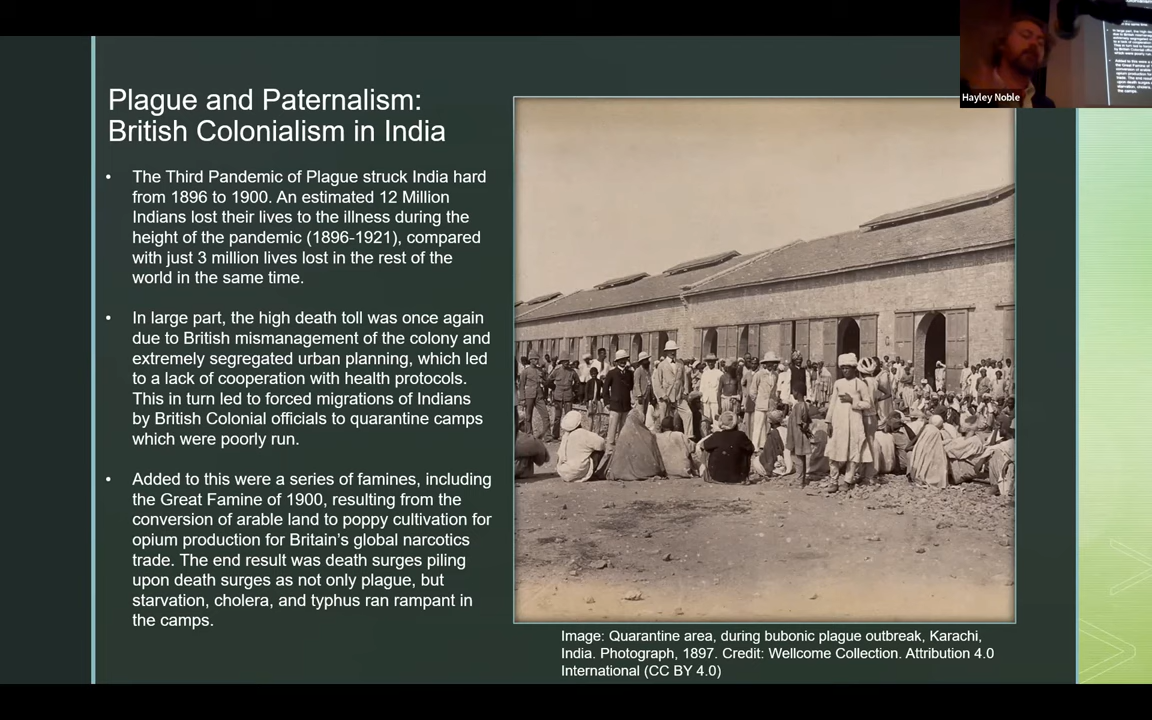 Plague and Paternalism:
British Colonialism in India
• The Third Pandemic of Plague struck India hard
from 1896 to 1900. An estimated 12 Million
Indians lost their lives to the illness during the
height of the pandemic (1896-1921), compared
with just 3 million lives lost in the rest of the
world in the same time.
• In large part, the high death toll was once again
due to British mismanagement of the colony and
extremely segregated urban planning, which led
to a lack of cooperation with health protocols.
This in turn led to forced migrations of Indians
by British Colonial officials to quarantine camps
which were poorly run.
• Added to this were a series of famines, including
the Great Famine of 1900, resulting from the
conversion of arable land to poppy cultivation for
opium production for Britain's global narcotics
trade. The end result was death surges piling
upon death surges as not only plague, but
starvation, cholera, and typhus ran rampant in
the camps.
Image: Quarantine area, during bubonic plague outbreak, Karachi,
India. Photograph, 1897. Credit: Wellcome Collection. Attribution 4.0
International (CC BY 4.0)
Hayley Noble